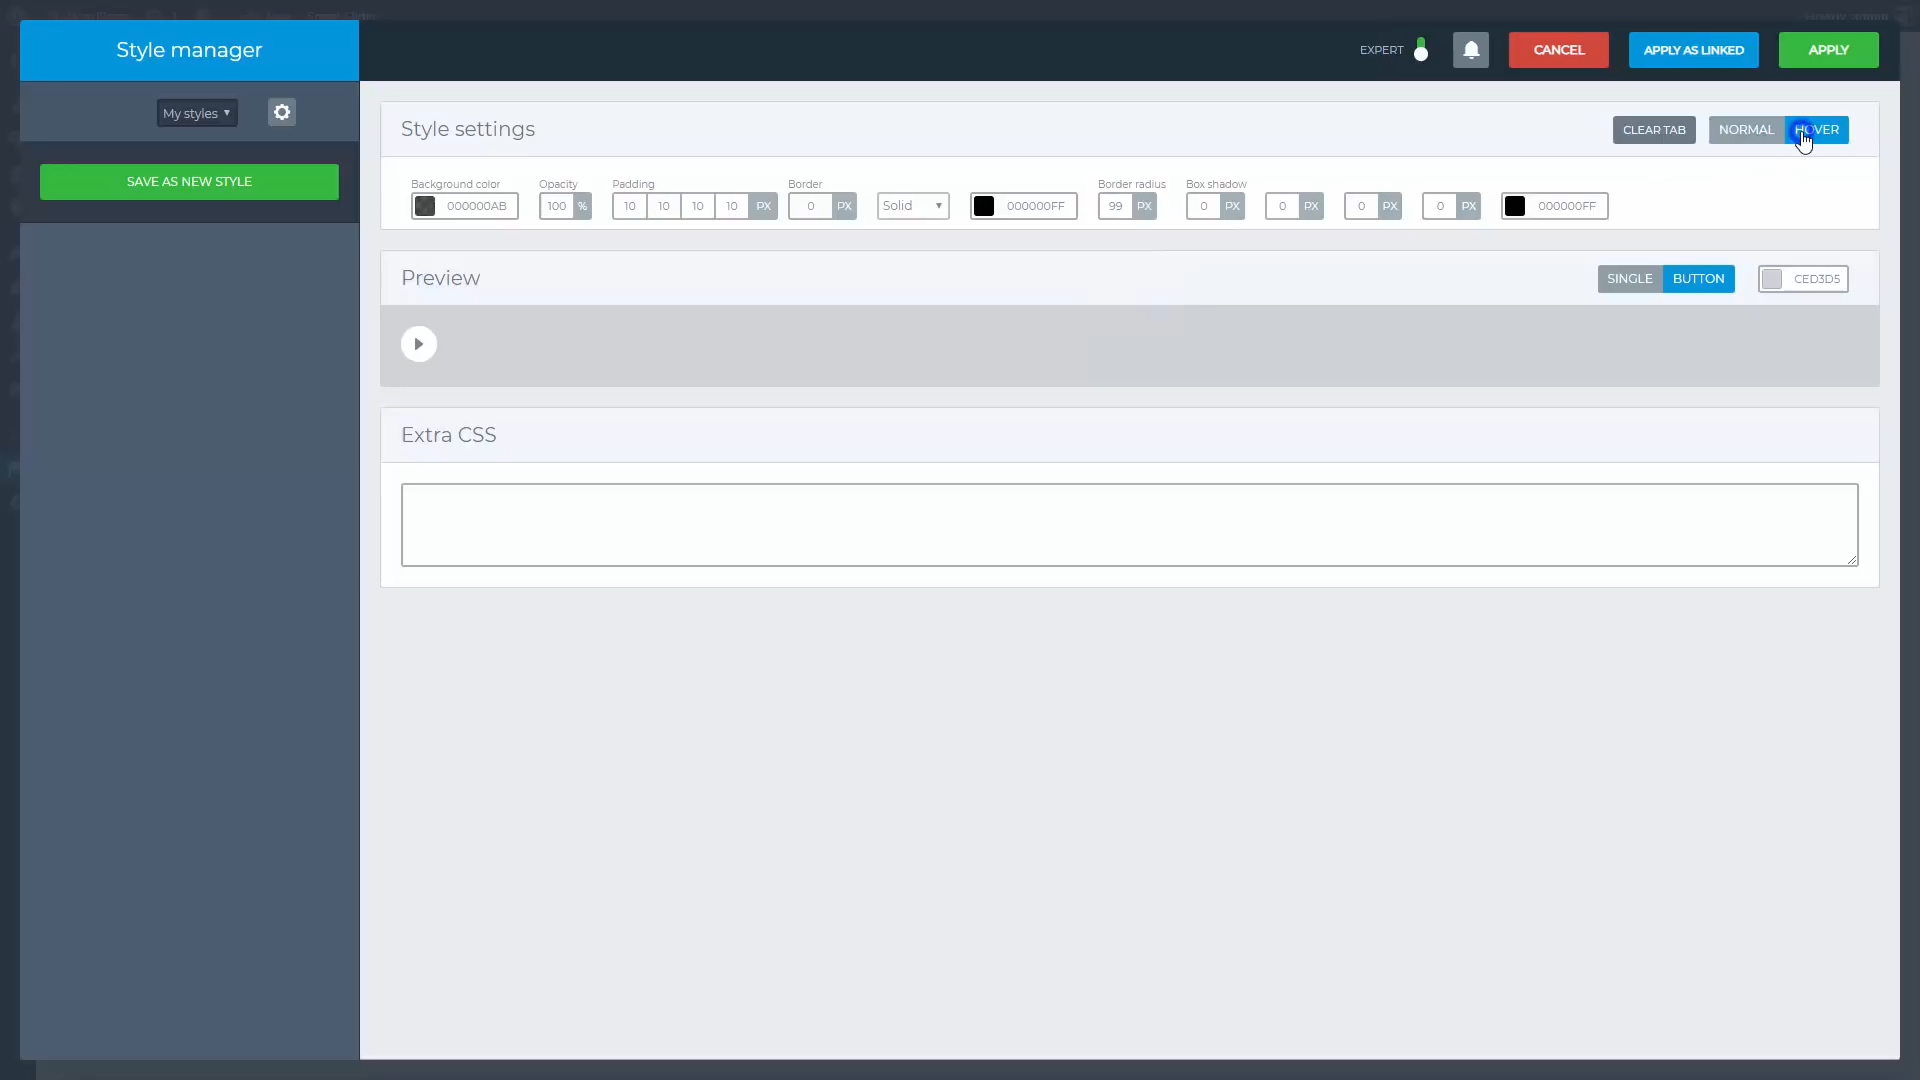 Style manager
EXPERT
CANCEL
APPLY AS LINKED
APPLY
My styles
SAVE AS NEW STYLE
Style settings
CLEAR TAB
NORMAL
HOVER
Background color
Opacity
Padding
Border
Border radius
Box shadow
000000AB
100 %
10 10 10 10 PX
0 PX
Solid
000000FF
99 PX
0 PX
0 PX
0 PX
0 PX
000000FF
Preview
SINGLE
BUTTON
CED3D5
Extra CSS